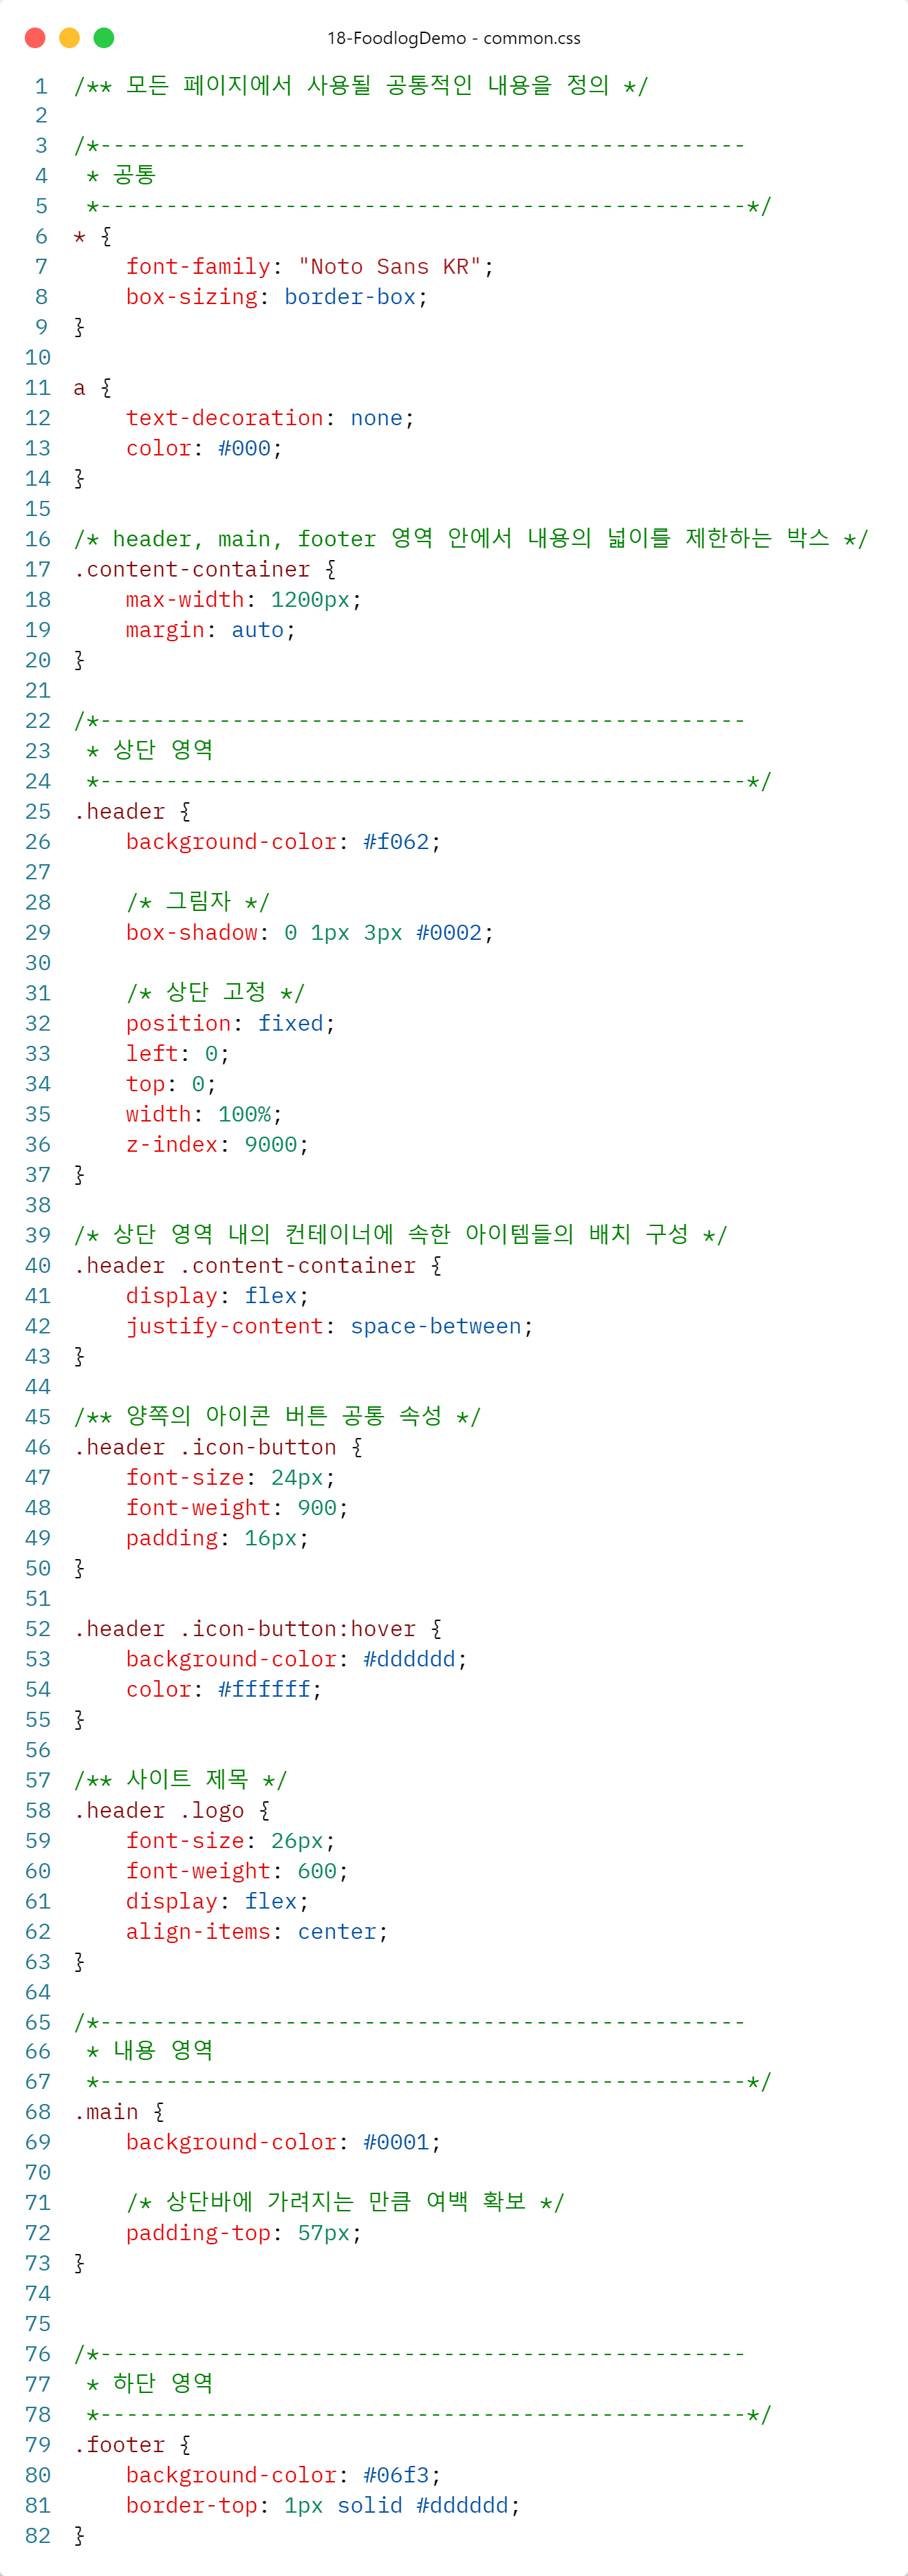 18-FoodlogDemo - common.css
1 /** 모든 페이지에서 사용될 공통적인 내용을 정의 */
2
3 /*-------------------------------------------------
4  * 공통
5  *-------------------------------------------------*/
6 * {
7     font-family: "Noto Sans KR";
8     box-sizing: border-box;
9 }
10
11 a {
12     text-decoration: none;
13     color: #000;
14 }
15
16 /* header, main, footer 영역 안에서 내용의 넓이를 제한하는 박스 */
17 .content-container {
18     max-width: 1200px;
19     margin: auto;
20 }
21
22 /*-------------------------------------------------
23  * 상단 영역
24  *-------------------------------------------------*/
25 .header {
26     background-color: #f062;
27
28     /* 그림자 */
29     box-shadow: 0 1px 3px #0002;
30
31     /* 상단 고정 */
32     position: fixed;
33     left: 0;
34     top: 0;
35     width: 100%;
36     z-index: 9000;
37 }
38
39 /* 상단 영역 내의 컨테이너에 속한 아이템들의 배치 구성 */
40 .header .content-container {
41     display: flex;
42     justify-content: space-between;
43 }
44
45 /** 양쪽의 아이콘 버튼 공통 속성 */
46 .header .icon-button {
47     font-size: 24px;
48     font-weight: 900;
49     padding: 16px;
50 }
51
52 .header .icon-button:hover {
53     background-color: #dddddd;
54     color: #ffffff;
55 }
56
57 /** 사이트 제목 */
58 .header .logo {
59     font-size: 26px;
60     font-weight: 600;
61     display: flex;
62     align-items: center;
63 }
64
65 /*-------------------------------------------------
66  * 내용 영역
67  *-------------------------------------------------*/
68 .main {
69     background-color: #0001;
70
71     /* 상단바에 가려지는 만큼 여백 확보 */
72     padding-top: 57px;
73 }
74
75
76 /*-------------------------------------------------
77  * 하단 영역
78  *-------------------------------------------------*/
79 .footer {
80     background-color: #06f3;
81     border-top: 1px solid #dddddd;
82 }